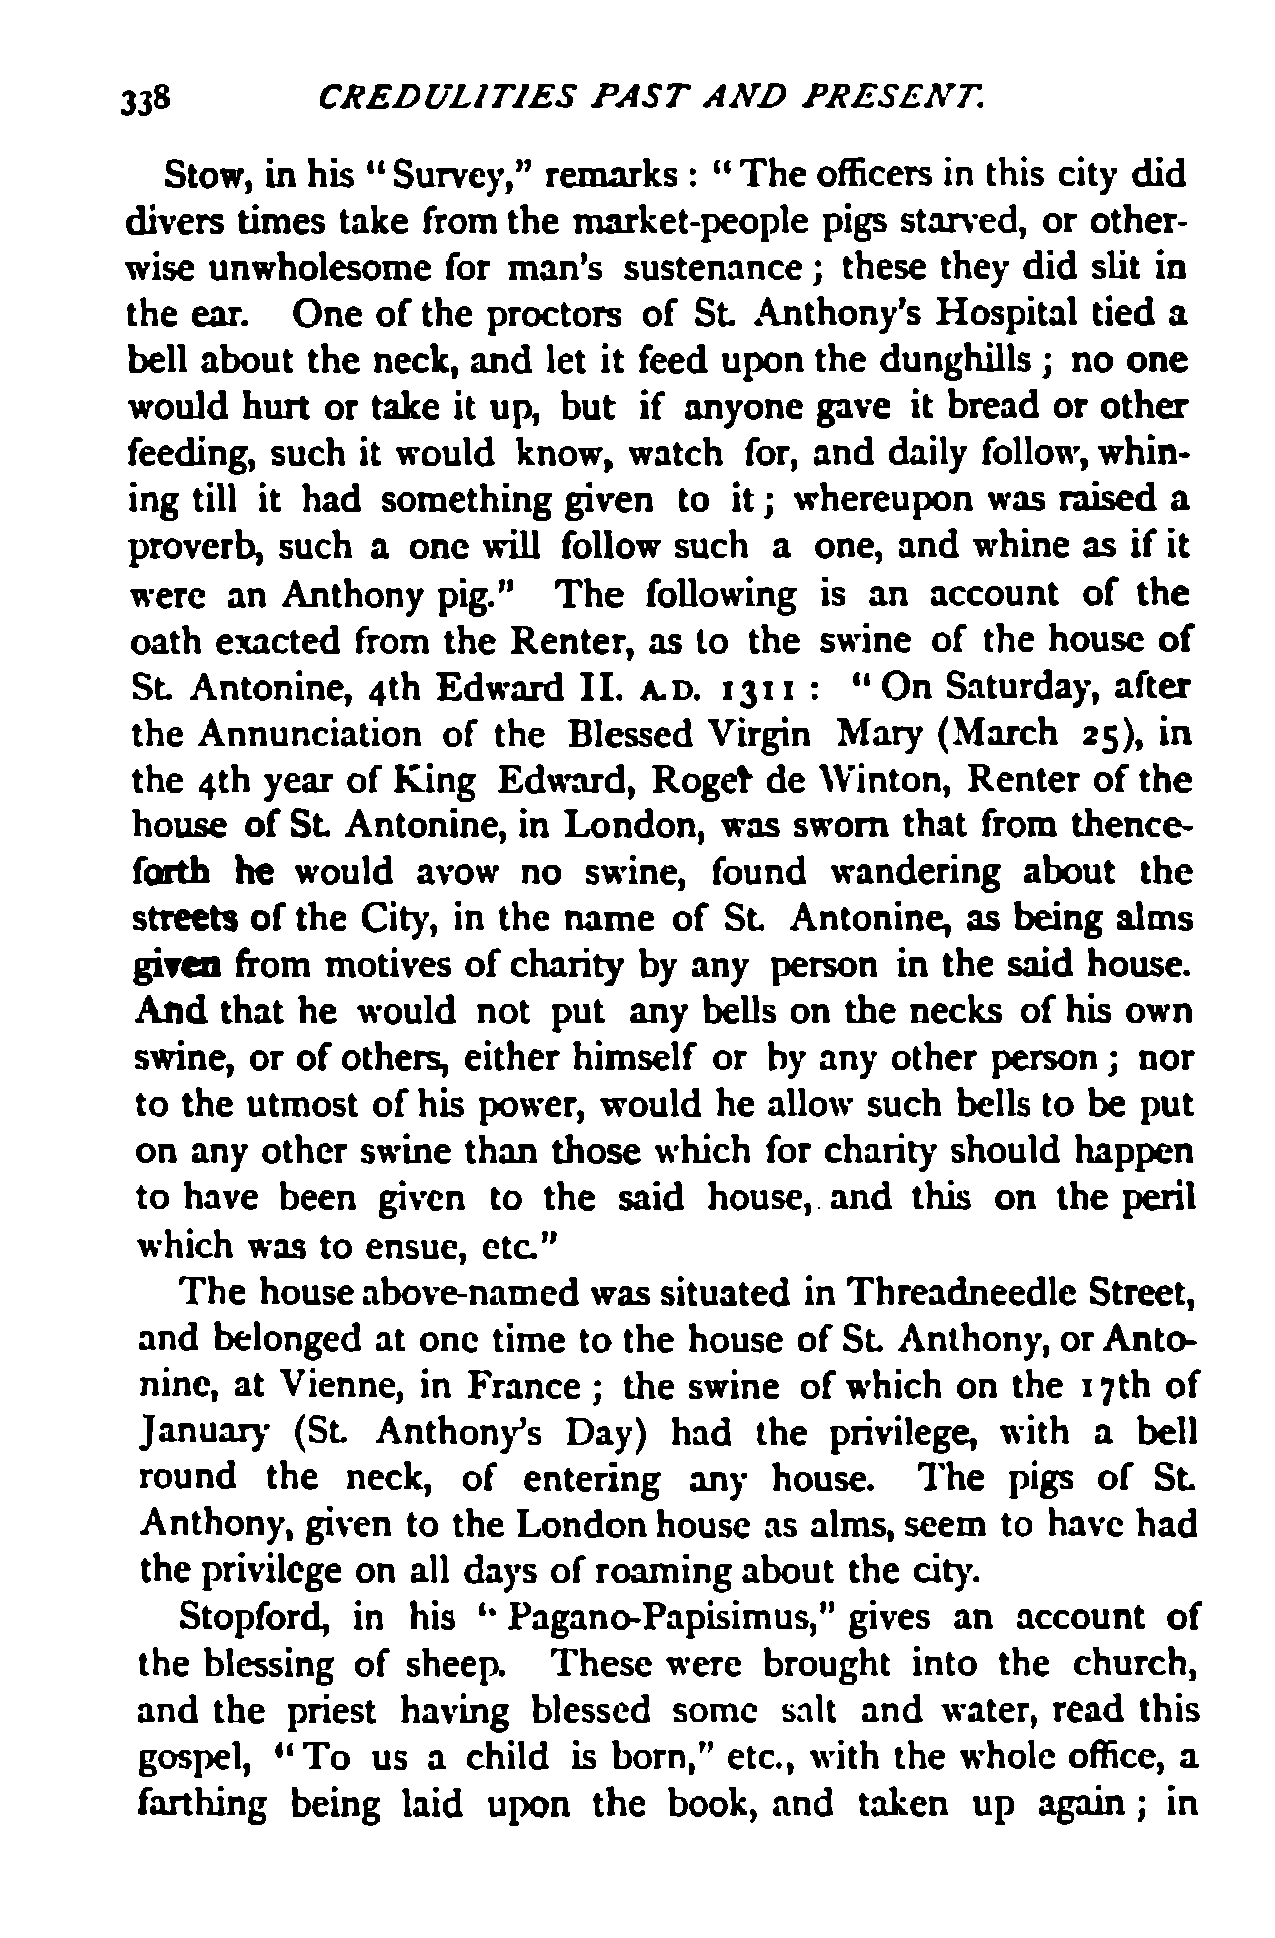 338 CREDULITIES PAST AND PRESENT.
Stow, in his "Survey," remarks : "The officers in this city did
divers times take from the market-people pigs starved, or other-
wise unwholesome for man's sustenance ; these they did slit in
the ear. One of the proctors of St. Anthony's Hospital tied a
bell about the neck, and let it feed upon the dunghills ; no one
would hurt or take it up, but if anyone gave it bread or other
feeding, such it would know, watch for, and daily follow, whin-
ing till it had something given to it ; whereupon was raised a
proverb, such a one will follow such a one, and whine as if it
were an Anthony pig." The following is an account of the
oath exacted from the Renter, as to the swine of the house of
St. Antonine, 4th Edward II. A.D. 1311 : "On Saturday, after
the Annunciation of the Blessed Virgin Mary (March 25), in
the 4th year of King Edward, Roger de Winton, Renter of the
house of St. Antonine, in London, was sworn that from thence-
forth he would avow no swine, found wandering about the
streets of the City, in the name of St. Antonine, as being alms
given from motives of charity by any person in the said house.
And that he would not put any bells on the necks of his own
swine, or of others, either himself or by any other person ; nor
to the utmost of his power, would he allow such bells to be put
on any other swine than those which for charity should happen
to have been given to the said house, and this on the peril
which was to ensue, etc."
The house above-named was situated in Threadneedle Street,
and belonged at one time to the house of St. Anthony, or Anto-
nine, at Vienne, in France ; the swine of which on the 17th of
January (St. Anthony's Day) had the privilege, with a bell
round the neck, of entering any house. The pigs of St.
Anthony, given to the London house as alms, seem to have had
the privilege on all days of roaming about the city.
Stopford, in his "Pagano-Papisimus," gives an account of
the blessing of sheep. These were brought into the church,
and the priest having blessed some salt and water, read this
gospel, "To us a child is born," etc., with the whole office, a
farthing being laid upon the book, and taken up again ; in